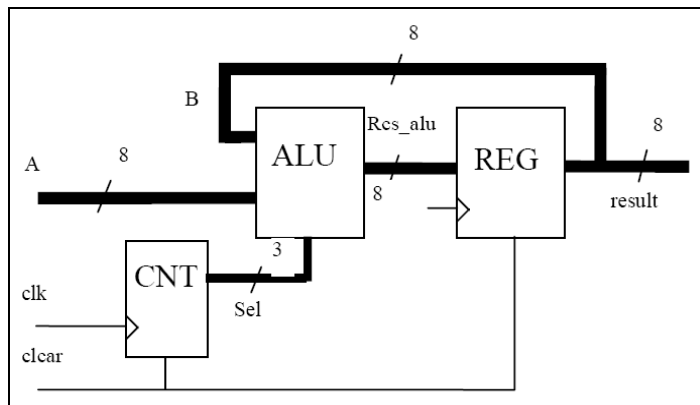 8
B
Res_alu
8
ALU
REG
A
8
8
result
3
CNT
Sel
clk
clear